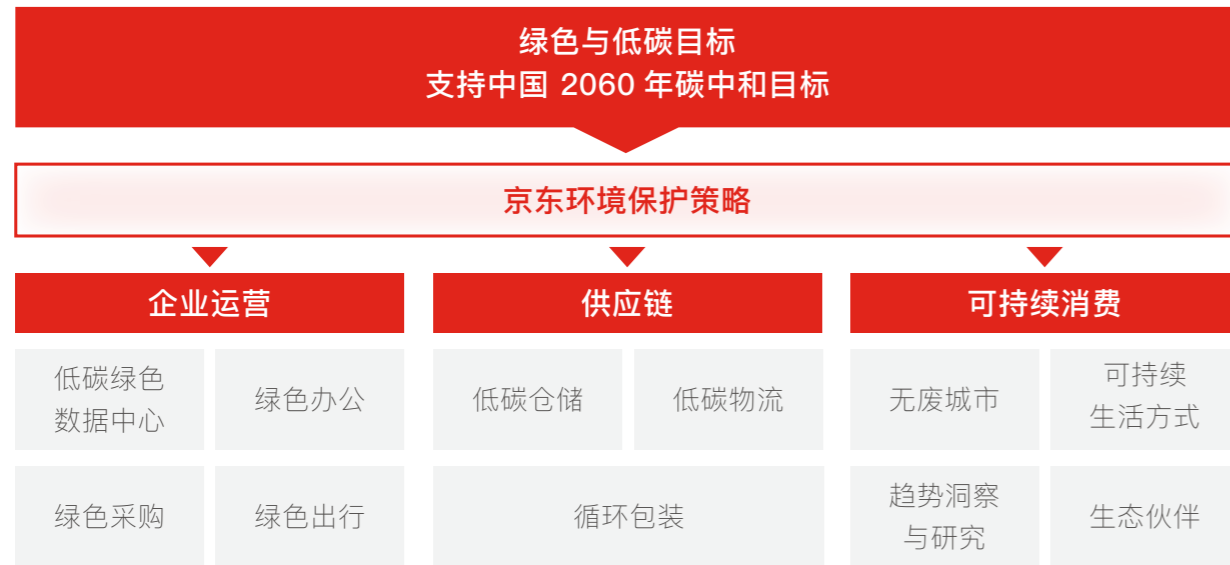 绿色与低碳目标
支持中国 2060 年碳中和目标
京东环境保护策略
企业运营
供应链
可持续消费
低碳绿色
数据中心
绿色办公
低碳仓储
低碳物流
无废城市
可持续
生活方式
绿色采购
绿色出行
循环包装
趋势洞察
与研究
生态伙伴